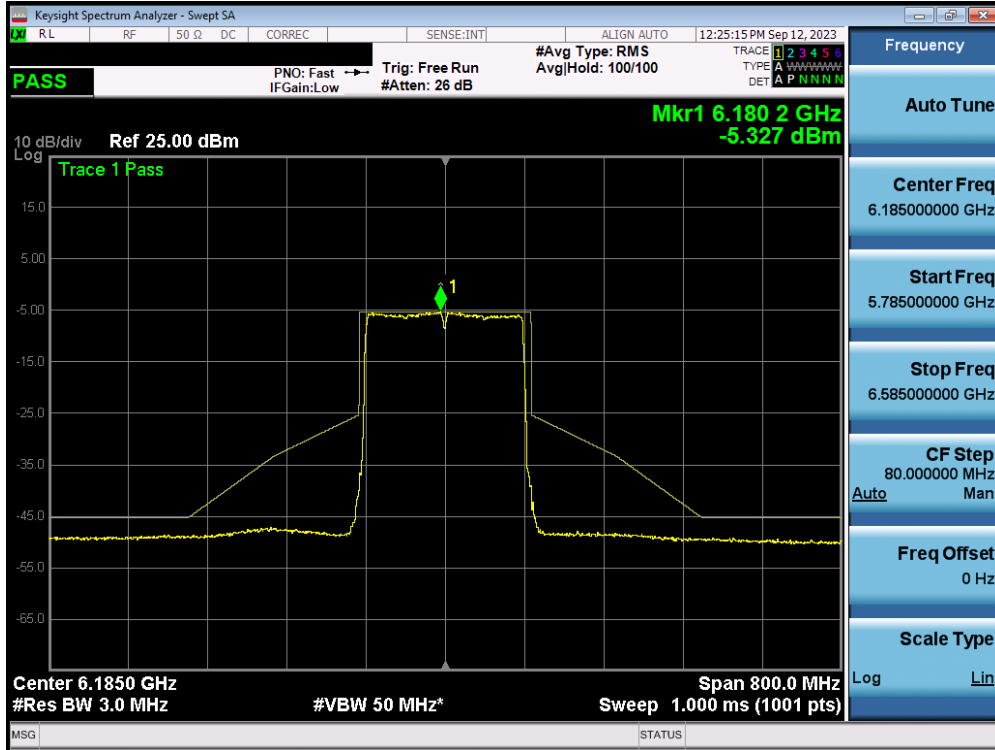 Keysight Spectrum Analyzer - Swept SA
LXI RL RF 50 Ω DC CORREC SENSE:INT ALIGN AUTO 12:25:15 PM Sep 12, 2023
PASS
PNO: Fast
IFGain:Low
Trig: Free Run
#Atten: 26 dB
#Avg Type: RMS
Avg|Hold: 100/100
TRACE 1 2 3 4 5 6
TYPE A WWWWW
DET A P N N N N
Mkr1 6.180 2 GHz
-5.327 dBm
10 dB/div Ref 25.00 dBm
Log
Trace 1 Pass
15.0
5.00
-5.00
-15.0
-25.0
-35.0
-45.0
-55.0
-65.0
1
Center 6.1850 GHz Span 800.0 MHz
#Res BW 3.0 MHz #VBW 50 MHz* Sweep 1.000 ms (1001 pts)
MSG STATUS
Frequency
Auto Tune
Center Freq
6.185000000 GHz
Start Freq
5.785000000 GHz
Stop Freq
6.585000000 GHz
CF Step
80.000000 MHz
Auto Man
Freq Offset
0 Hz
Scale Type
Log Lin